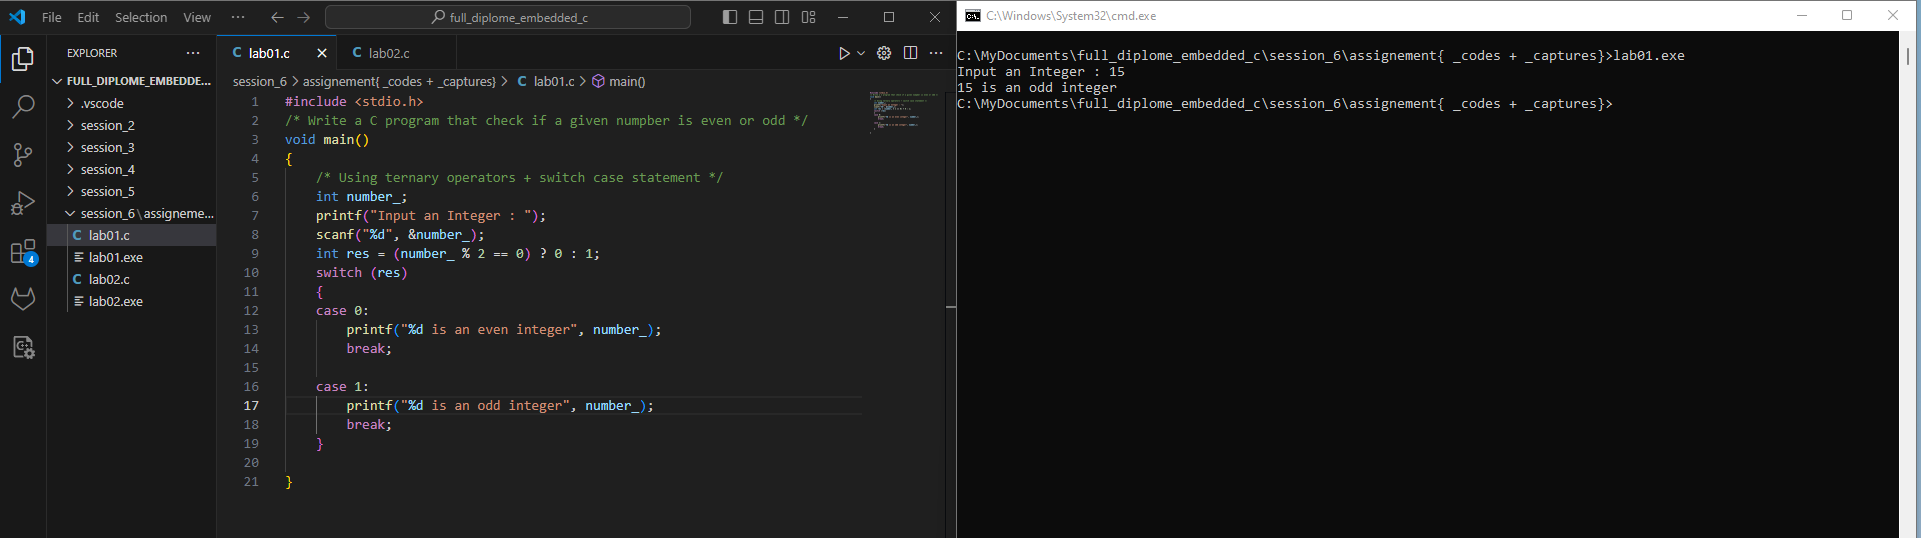 File Edit Selection View ··· full_diplome_embedded_c
EXPLORER ···
FULL_DIPLOME_EMBEDDE...
.vscode
session_2
session_3
session_4
session_5
session_6\assigneme...
lab01.c
lab01.exe
lab02.c
lab02.exe
4
lab01.c lab02.c
session_6 > assignement{ _codes + _captures} > C lab01.c > main()
1 #include <stdio.h>
2 /* Write a C program that check if a given numpber is even or odd */
3 void main()
4 {
5 /* Using ternary operators + switch case statement */
6 int number_;
7 printf("Input an Integer : ");
8 scanf("%d", &number_);
9 int res = (number_ % 2 == 0) ? 0 : 1;
10 switch (res)
11 {
12 case 0:
13 printf("%d is an even integer", number_);
14 break;
15
16 case 1:
17 printf("%d is an odd integer", number_);
18 break;
19 }
20
21 }
C:\Windows\System32\cmd.exe
C:\MyDocuments\full_diplome_embedded_c\session_6\assignement{ _codes + _captures}>lab01.exe
Input an Integer : 15
15 is an odd integer
C:\MyDocuments\full_diplome_embedded_c\session_6\assignement{ _codes + _captures}>